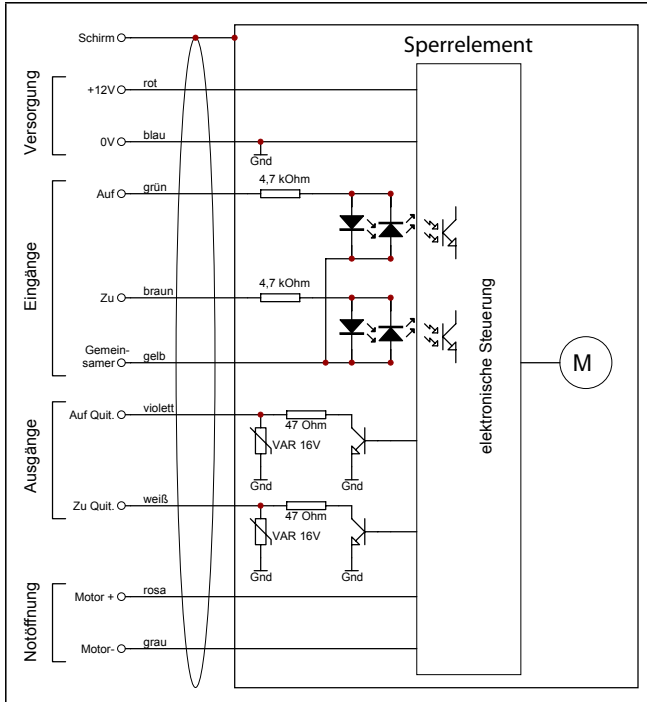 Sperrelement
Schirm
Versorgung
+12V
rot
0V
blau
Gnd
Eingänge
Auf
grün
4,7 kOhm
Zu
braun
4,7 kOhm
Gemein-
samer
gelb
elektronische Steuerung
M
Ausgänge
Auf Quit.
violett
47 Ohm
VAR 16V
Gnd
Gnd
Zu Quit.
weiß
47 Ohm
VAR 16V
Gnd
Gnd
Notöffnung
Motor +
rosa
Motor-
grau